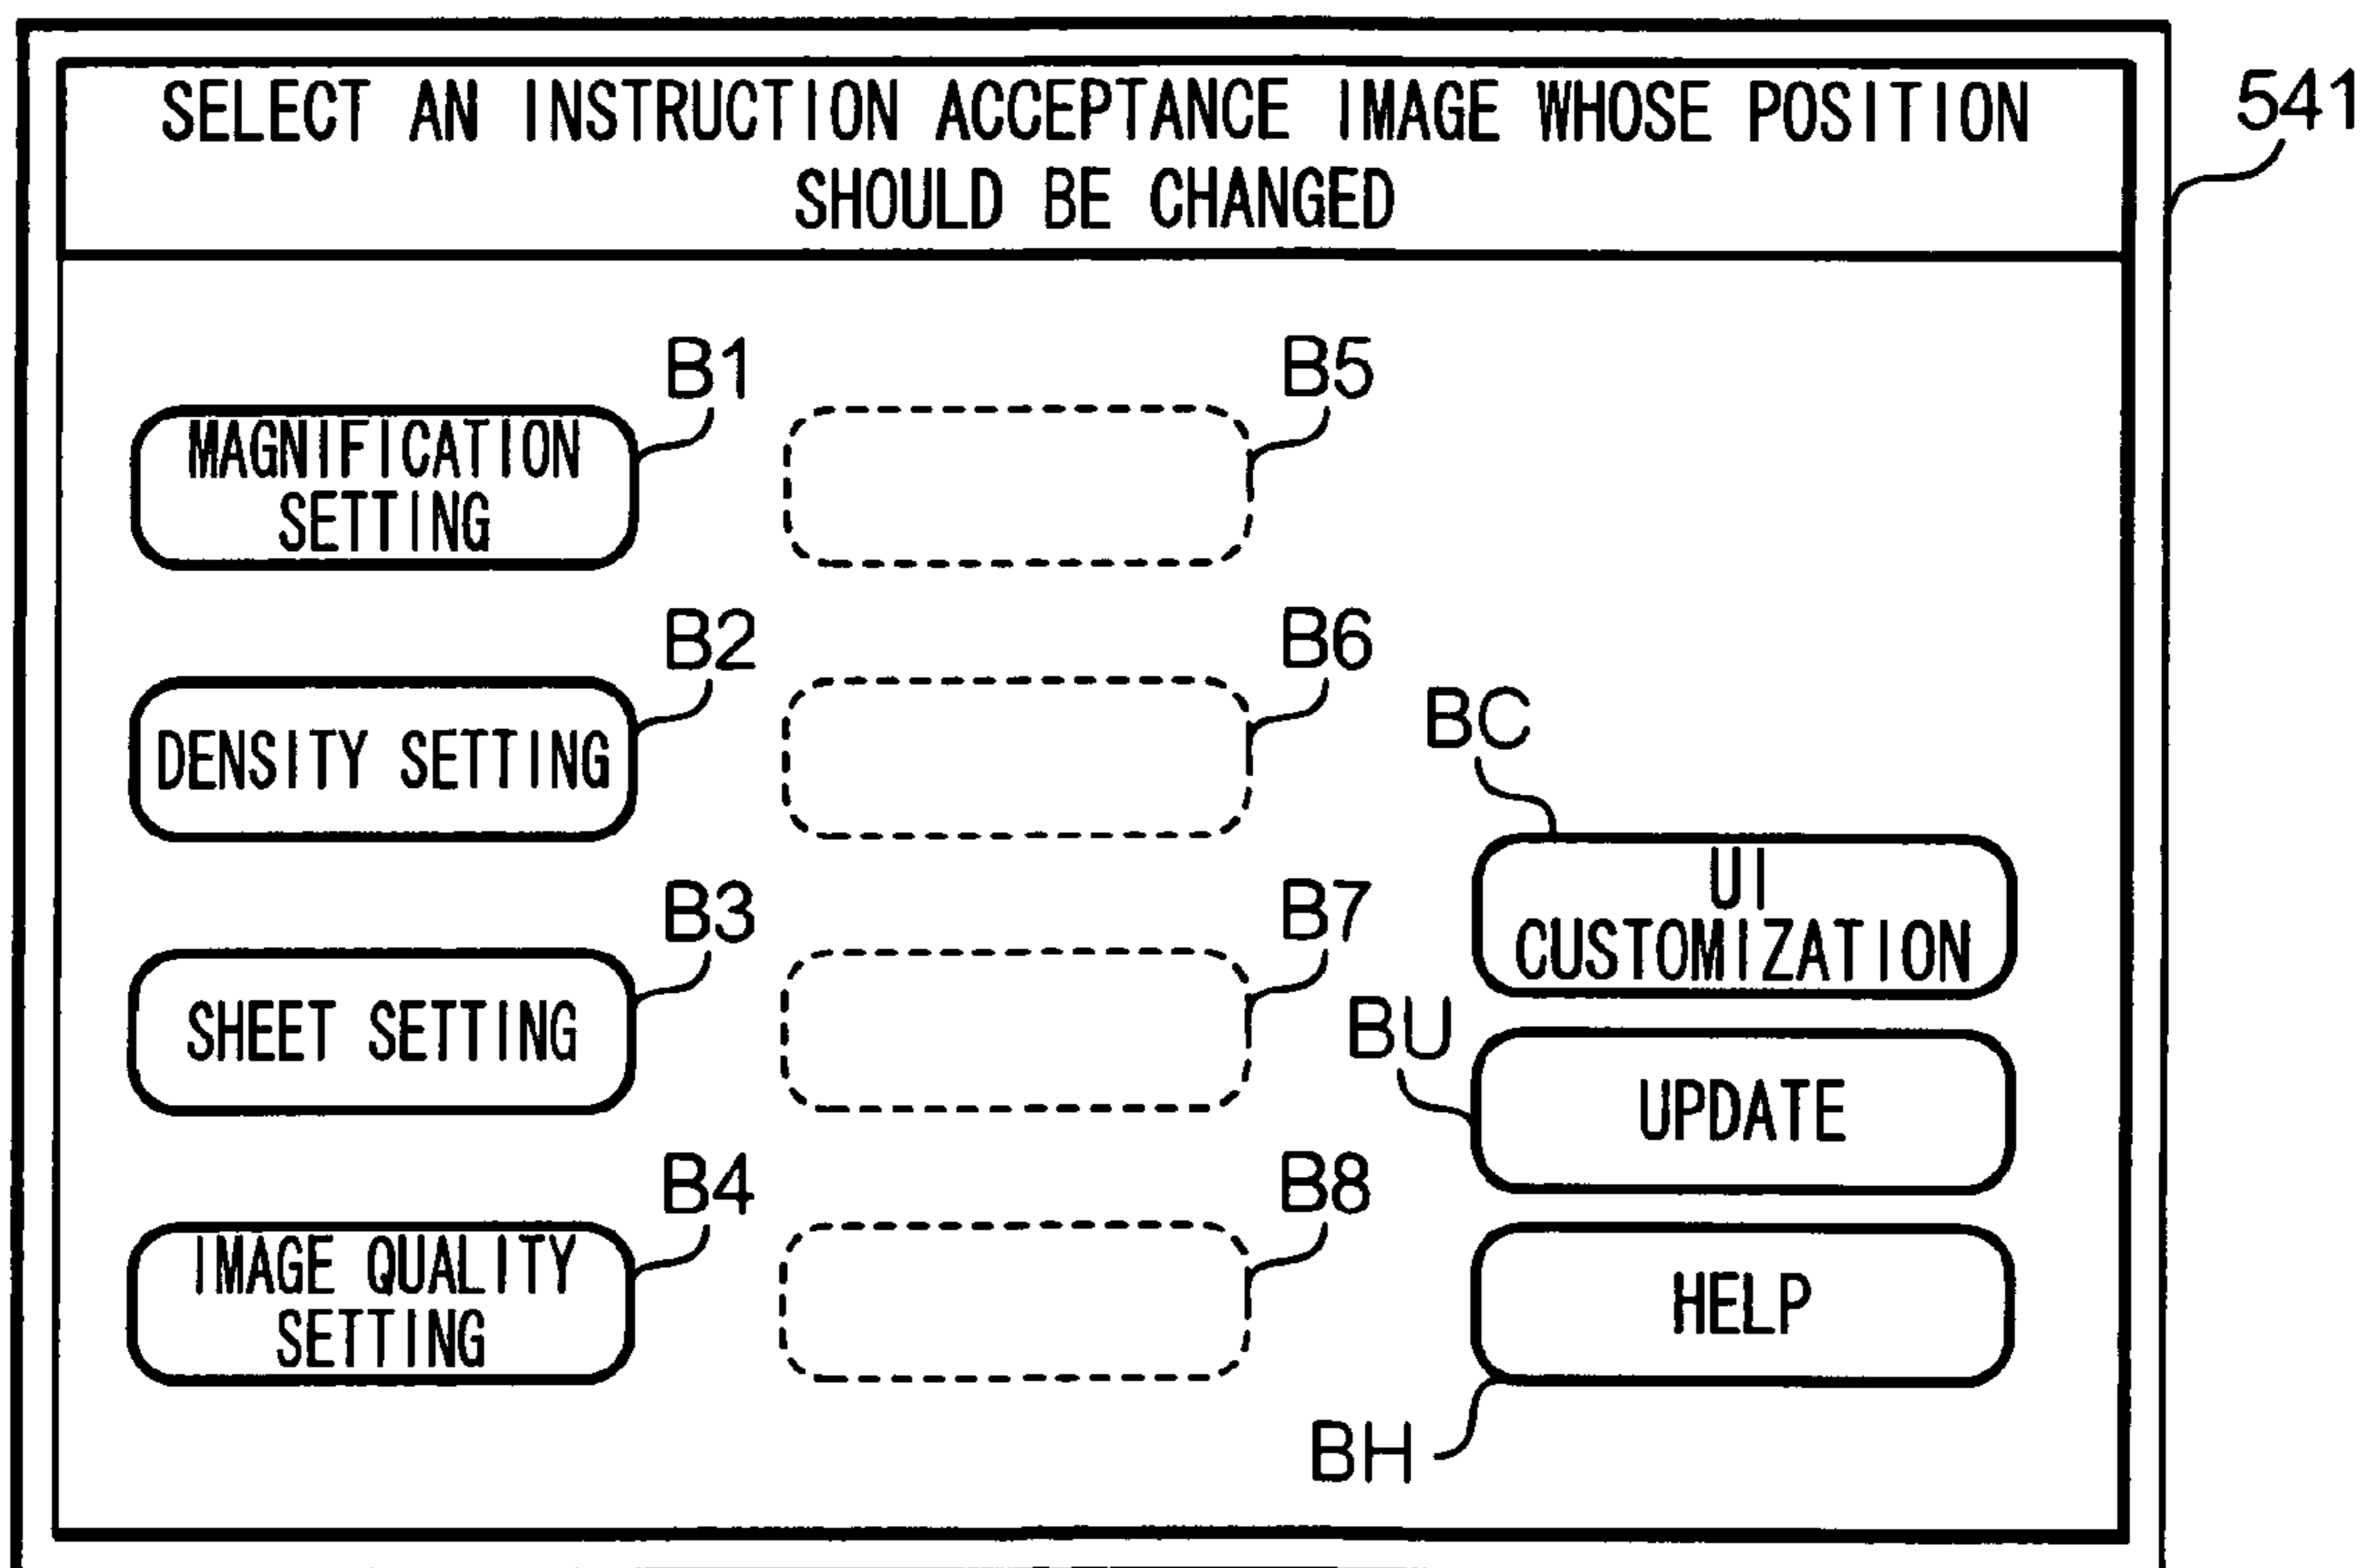 SELECT AN INSTRUCTION ACCEPTANCE IMAGE WHOSE POSITION
SHOULD BE CHANGED
541
B1
MAGNIFICATION
SETTING
B5
B2
DENSITY SETTING
B6
BC
UI
CUSTOMIZATION
B3
SHEET SETTING
B7
BU
UPDATE
B4
IMAGE QUALITY
SETTING
B8
HELP
BH